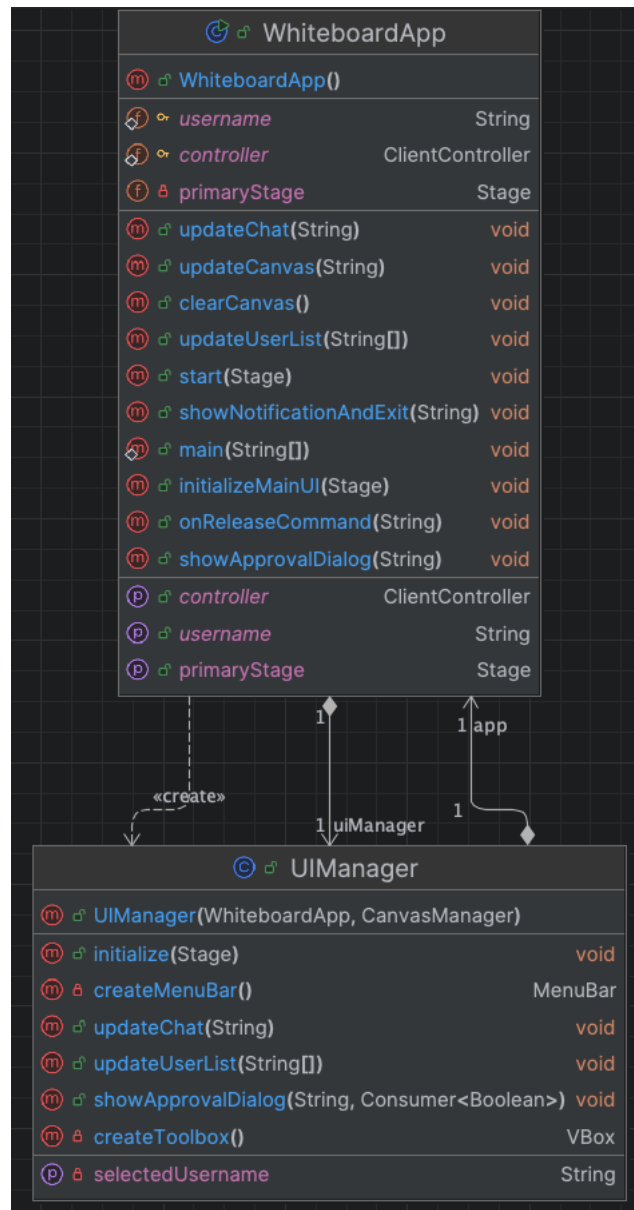 WhiteboardApp
WhiteboardApp()
username String
controller ClientController
primaryStage Stage
updateChat(String) void
updateCanvas(String) void
clearCanvas() void
updateUserList(String[]) void
start(Stage) void
showNotificationAndExit(String) void
main(String[]) void
initializeMainUI(Stage) void
onReleaseCommand(String) void
showApprovalDialog(String) void
controller ClientController
username String
primaryStage Stage
1
1 app
«create»
1
1 uiManager
UIManager
UIManager(WhiteboardApp, CanvasManager)
initialize(Stage) void
createMenuBar() MenuBar
updateChat(String) void
updateUserList(String[]) void
showApprovalDialog(String, Consumer<Boolean>) void
createToolbox() VBox
selectedUsername String